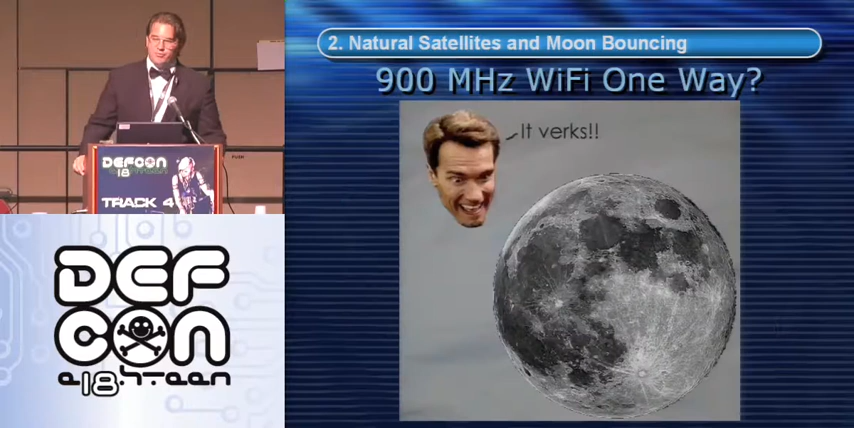 DEFCON
18
TRACK 4
DEF
CON
e18hteen
2. Natural Satellites and Moon Bouncing
900 MHz WiFi One Way?
It verks!!